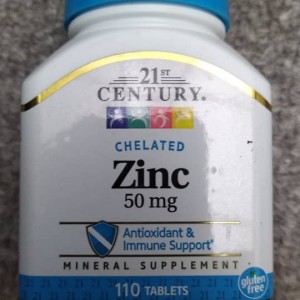 21ST
CENTURY®
CHELATED
Zinc
50 mg
Antioxidant &
Immune Support*
MINERAL SUPPLEMENT
110 TABLETS
gluten
free